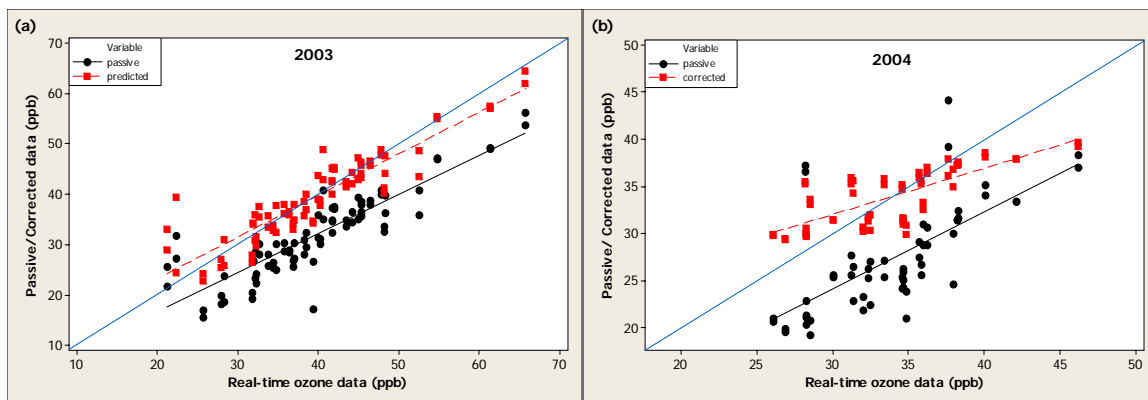 (a)
2003
Variable
passive
predicted
Passive/Corrected data (ppb)
70
60
50
40
30
20
10
10 20 30 40 50 60 70
Real-time ozone data (ppb)
(b)
2004
Variable
passive
corrected
Passive/ Corrected data (ppb)
50
45
40
35
30
25
20
20 25 30 35 40 45 50
Real-time ozone data (ppb)